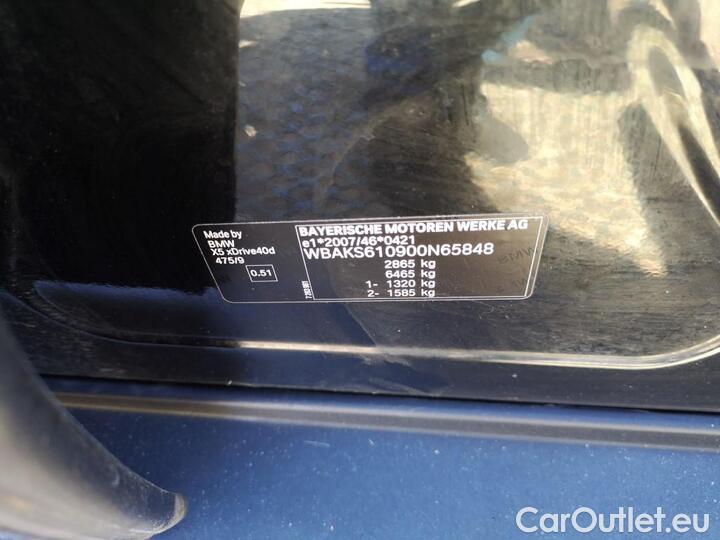 Made by
BMW
X5 xDrive40d
475/9
0.51
BAYERISCHE MOTOREN WERKE AG
e1*2007/46*0421
WBAKS610900N65848
2865 kg
6465 kg
1- 1320 kg
2- 1585 kg
CarOutlet.eu